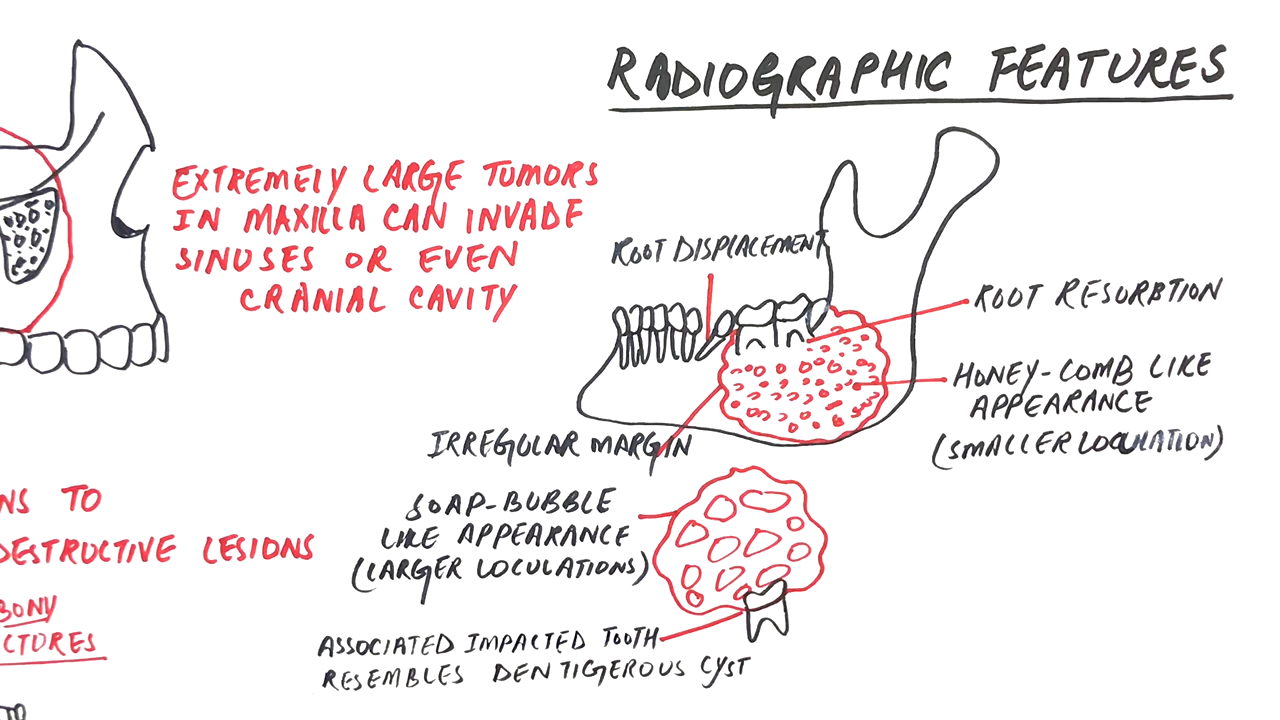 RADIOGRAPHIC FEATURES
EXTREMELY LARGE TUMORS
IN MAXILLA CAN INVADE
SINUSES OR EVEN
CRANIAL CAVITY
ROOT DISPLACEMENT
ROOT RESORBTION
HONEY-COMB LIKE
APPEARANCE
(SMALLER LOCULATION)
IRREGULAR MARGIN
SOAP-BUBBLE
LIKE APPEARANCE
(LARGER LOCULATIONS)
ASSOCIATED IMPACTED TOOTH
RESEMBLES DENTIGEROUS CYST
NS TO
DESTRUCTIVE LESIONS
BONY
CTURES